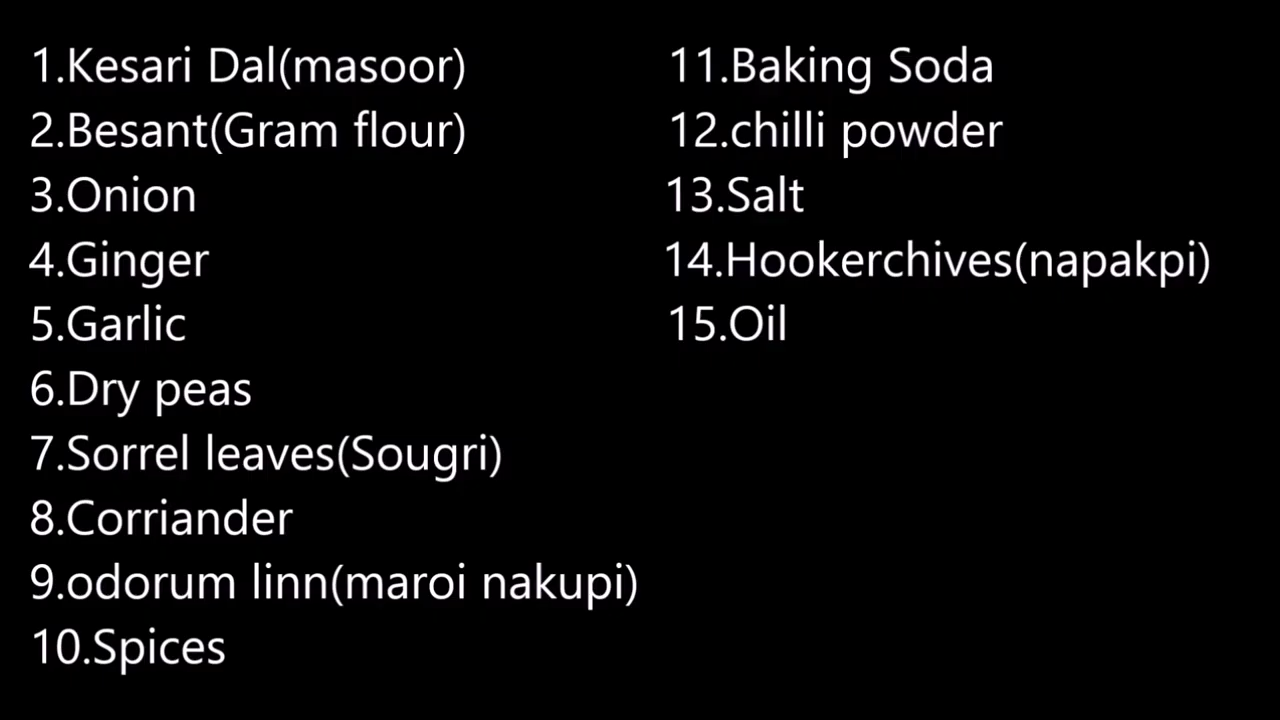 1.Kesari Dal(masoor)
2.Besant(Gram flour)
3.Onion
4.Ginger
5.Garlic
6.Dry peas
7.Sorrel leaves(Sougri)
8.Corriander
9.odorum linn(maroi nakupi)
10.Spices
11.Baking Soda
12.chilli powder
13.Salt
14.Hookerchives(napakpi)
15.Oil